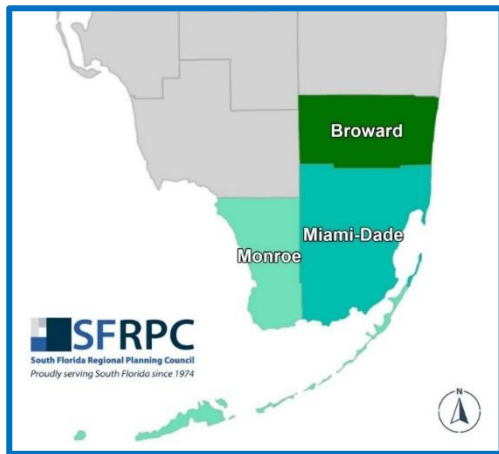 Broward
Miami-Dade
Monroe
SFRPC
South Florida Regional Planning Council
Proudly serving South Florida since 1974
N